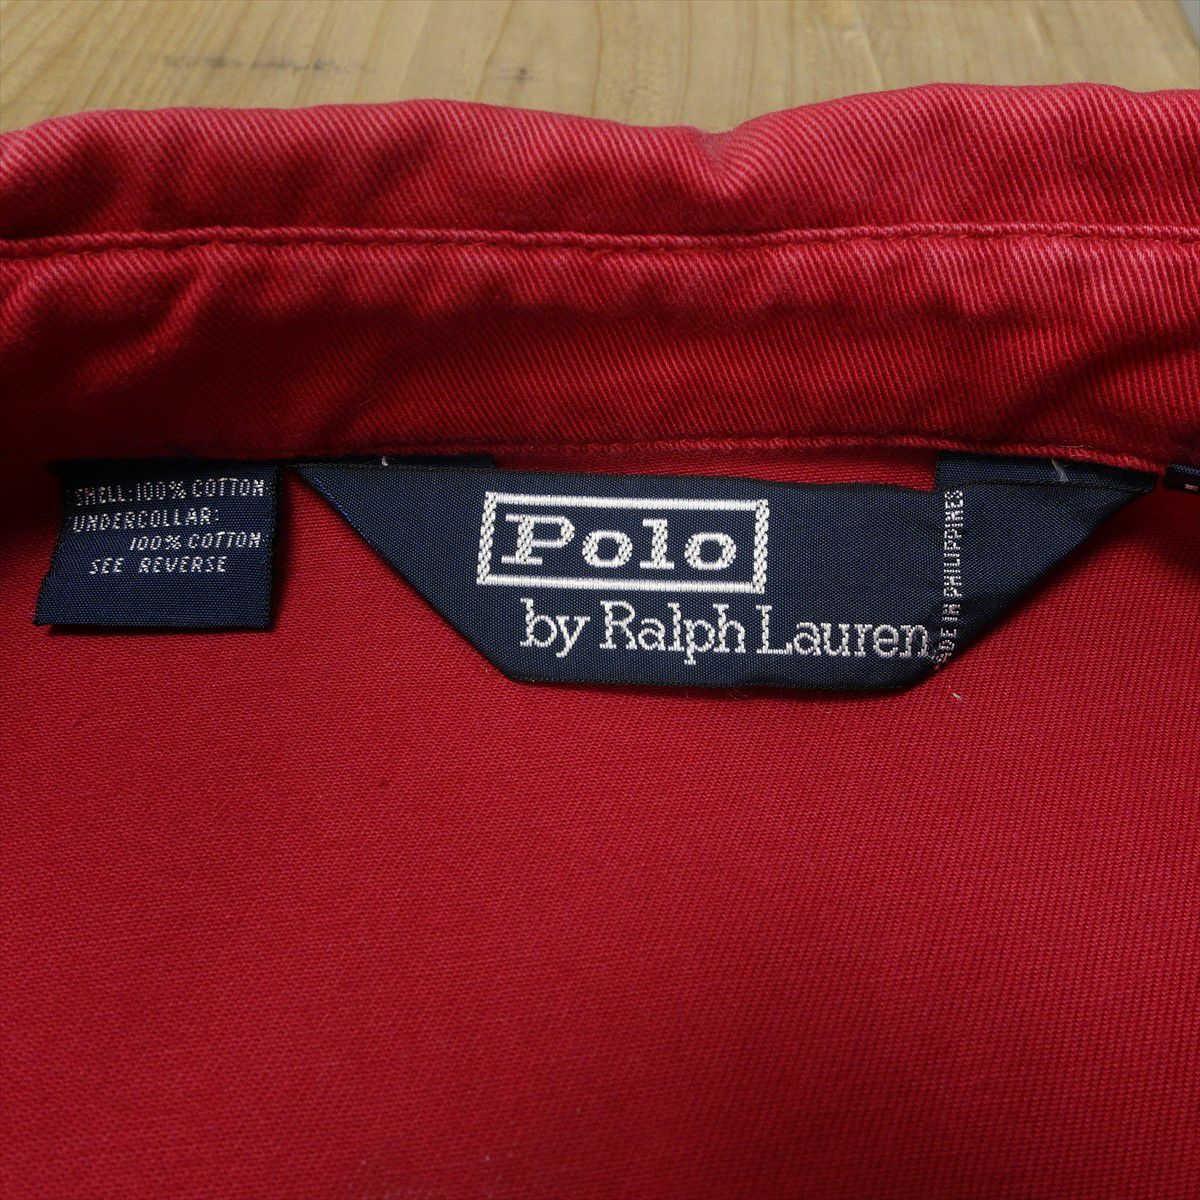 SHELL: 100% COTTON
UNDERCOLLAR:
100% COTTON
SEE REVERSE
Polo
by Ralph Lauren
MADE IN PHILIPPINES